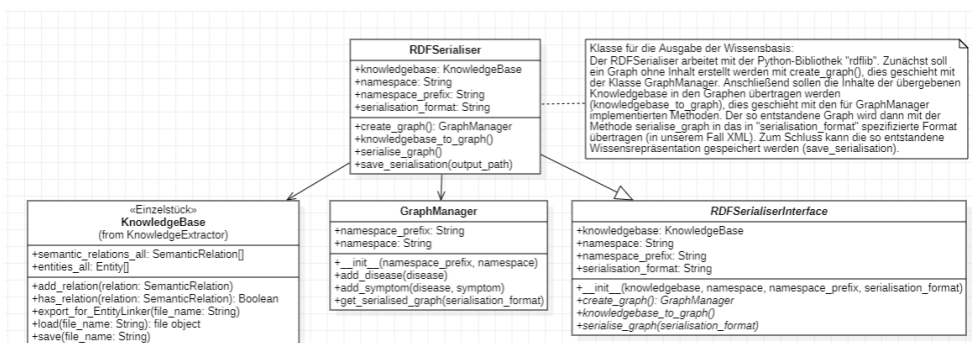 RDFSerialiser
+knowledgebase: KnowledgeBase
+namespace: String
+namespace_prefix: String
+serialisation_format: String
+create_graph(): GraphManager
+knowledgebase_to_graph()
+serialise_graph()
+save_serialisation(output_path)
Klasse für die Ausgabe der Wissensbasis:
Der RDFSerialiser arbeitet mit der Python-Bibliothek "rdflib". Zunächst soll
ein Graph ohne Inhalt erstellt werden mit create_graph(), dies geschieht mit
der Klasse GraphManager. Anschließend sollen die Inhalte der übergebenen
Knowledgebase in den Graphen übertragen werden
(knowledgebase_to_graph), dies geschieht mit den für GraphManager
implementierten Methoden. Der so entstandene Graph wird dann mit der
Methode serialise_graph in das in "serialisation_format" spezifizierte Format
übertragen (in unserem Fall XML). Zum Schluss kann die so entstandene
Wissensrepräsentation gespeichert werden (save_serialisation).
«Einzelstück»
KnowledgeBase
(from KnowledgeExtractor)
+semantic_relations_all: SemanticRelation[]
+entities_all: Entity[]
+add_relation(relation: SemanticRelation)
+has_relation(relation: SemanticRelation): Boolean
+export_for_EntityLinker(file_name: String)
+load(file_name: String): file object
+save(file_name: String)
GraphManager
+namespace_prefix: String
+namespace: String
+__init__(namespace_prefix, namespace)
+add_disease(disease)
+add_symptom(disease, symptom)
+get_serialised_graph(serialisation_format)
RDFSerialiserInterface
+knowledgebase: KnowledgeBase
+namespace: String
+namespace_prefix: String
+serialisation_format: String
+__init__(knowledgebase, namespace, namespace_prefix, serialisation_format)
+create_graph(): GraphManager
+knowledgebase_to_graph()
+serialise_graph(serialisation_format)